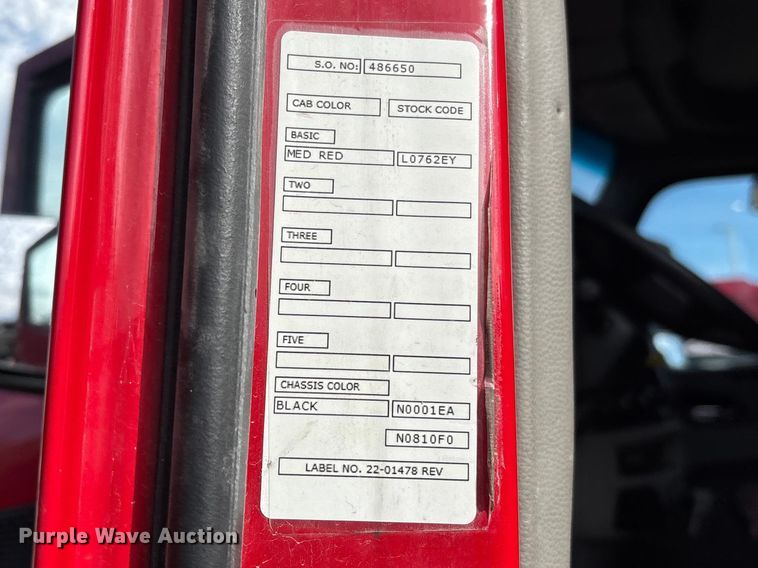 S.O. NO: 486650
CAB COLOR STOCK CODE
BASIC
MED RED L0762EY
TWO
THREE
FOUR
FIVE
CHASSIS COLOR
BLACK N0001EA
N0810F0
LABEL NO. 22-01478 REV
Purple Wave Auction